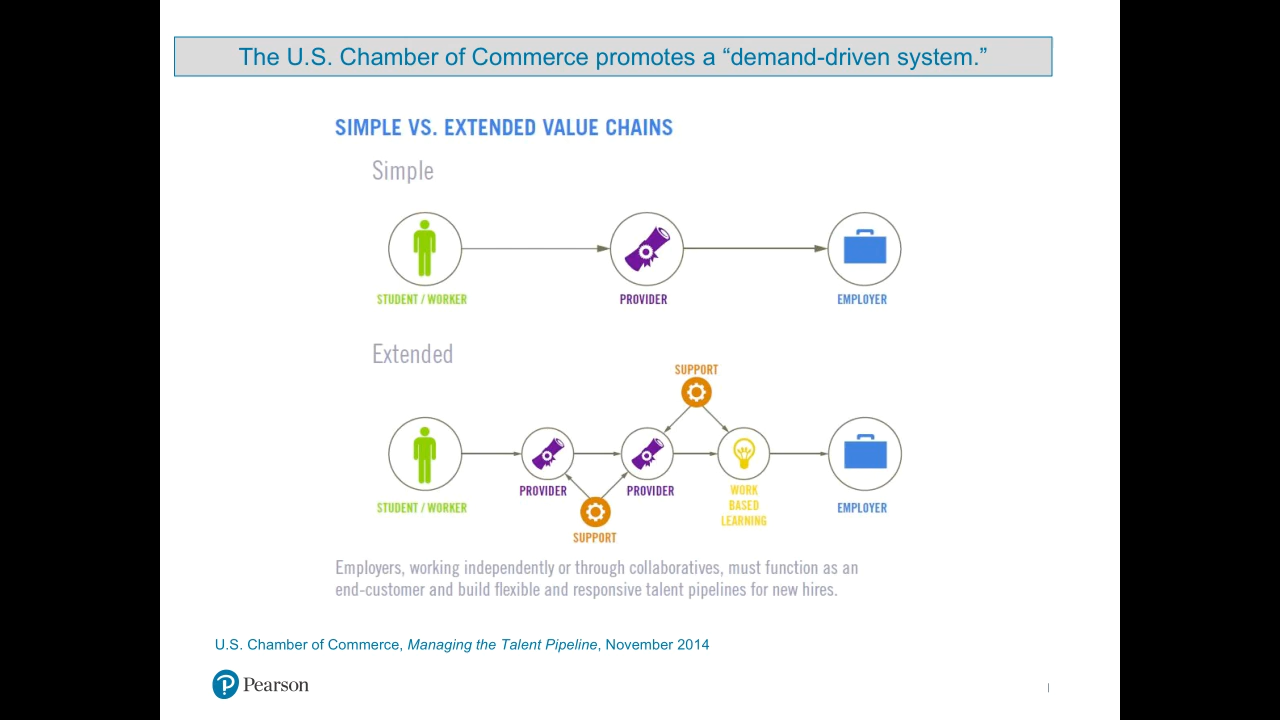 The U.S. Chamber of Commerce promotes a “demand-driven system.”
SIMPLE VS. EXTENDED VALUE CHAINS
Simple
STUDENT / WORKER
PROVIDER
EMPLOYER
Extended
SUPPORT
STUDENT / WORKER
PROVIDER
PROVIDER
WORK
BASED
LEARNING
EMPLOYER
SUPPORT
Employers, working independently or through collaboratives, must function as an
end-customer and build flexible and responsive talent pipelines for new hires.
U.S. Chamber of Commerce, Managing the Talent Pipeline, November 2014
P Pearson
|